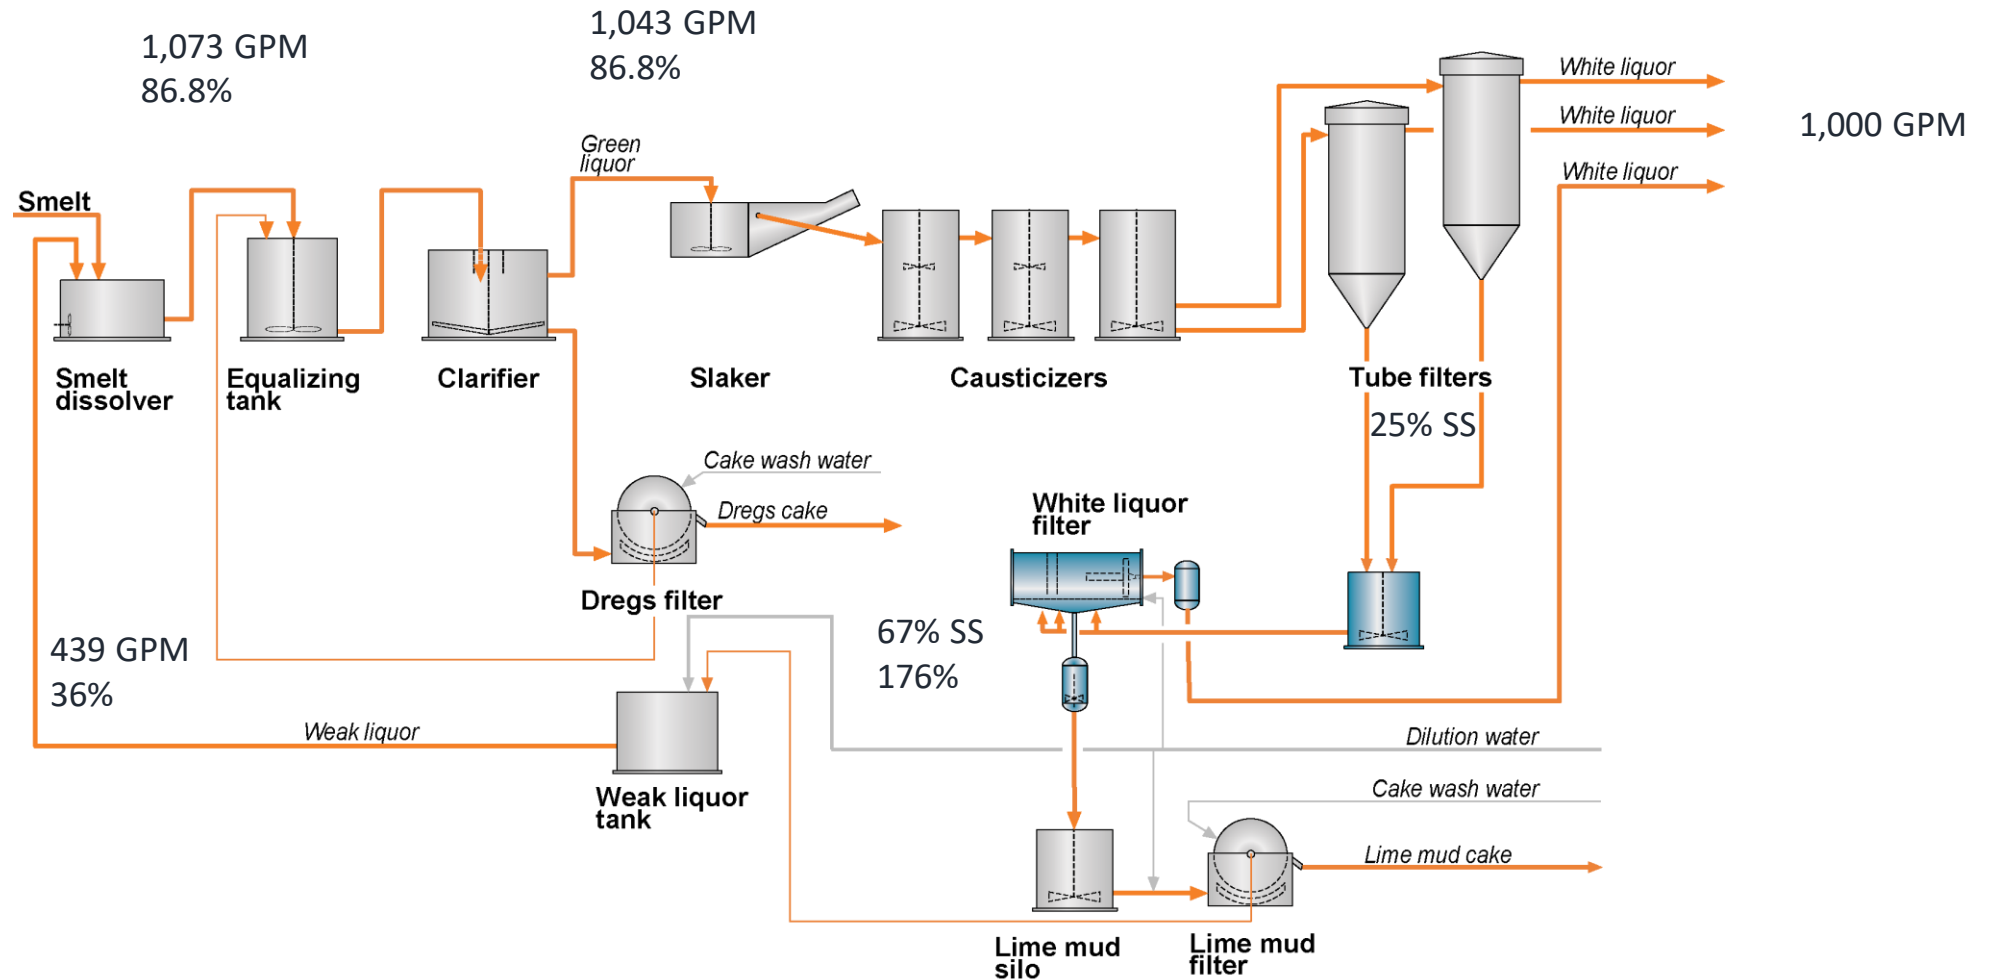 1,073 GPM
86.8%
1,043 GPM
86.8%
White liquor
White liquor
1,000 GPM
White liquor
Green
liquor
Smelt
Smelt
dissolver
Equalizing
tank
Clarifier
Slaker
Causticizers
Tube filters
25% SS
Cake wash water
Dregs cake
Dregs filter
White liquor
filter
439 GPM
36%
67% SS
176%
Weak liquor
Dilution water
Weak liquor
tank
Cake wash water
Lime mud cake
Lime mud
silo
Lime mud
filter